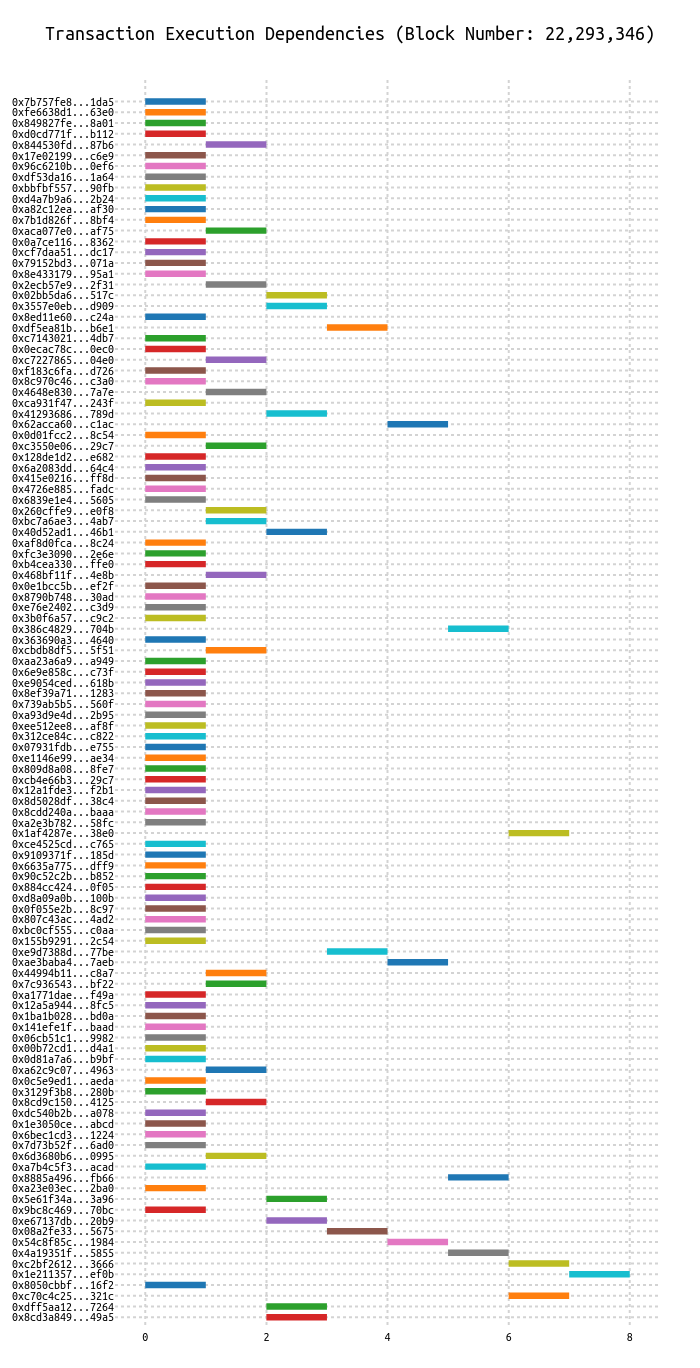 Transaction Execution Dependencies (Block Number: 22,293,346)
0x7b757fe8...1da5
0xfe6638d1...63e0
0x849827fe...8a01
0xd0cd771f...b112
0x844530fd...87b6
0x17e02199...c6e9
0x96c6210b...0ef6
0xdf53da16...1a64
0xbbfbf557...90fb
0xd4a7b9a6...2b24
0xa82c12ea...af30
0x7b1d826f...8bf4
0xaca077e0...af75
0x0a7ce116...8362
0xcf7daa51...dc17
0x79152bd3...071a
0x8e433179...95a1
0x2ecb57e9...2f31
0x02bb5da6...517c
0x3557e0eb...d909
0x8ed11e60...c24a
0xdf5ea81b...b6e1
0xc7143021...4db7
0x0ecac78c...0ec0
0xc7227865...04e0
0xf183c6fa...d726
0x8c970c46...c3a0
0x4648e830...7a7e
0xca931f47...243f
0x41293686...789d
0x62acca60...c1ac
0x0d01fcc2...8c54
0xc3550e06...29c7
0x128de1d2...e682
0x6a2083dd...64c4
0x415e0216...ff8d
0x4726e885...fadc
0x6839e1e4...5605
0x260cffe9...e0f8
0xbc7a6ae3...4ab7
0x40d52ad1...46b1
0xaf8d0fca...8c24
0xfc3e3090...2e6e
0xb4cea330...ffe0
0x468bf11f...4e8b
0x0e1bcc5b...ef2f
0x8790b748...30ad
0xe76e2402...c3d9
0x3b0f6a57...c9c2
0x386c4829...704b
0x363690a3...4640
0xcbdb8df5...5f51
0xaa23a6a9...a949
0x6e9e858c...c73f
0xe9054ced...618b
0x8ef39a71...1283
0x739ab5b5...560f
0xa93d9e4d...2b95
0xee512ee8...af8f
0x312ce84c...c822
0x07931fdb...e755
0xe1146e99...ae34
0x809d8a08...8fe7
0xcb4e66b3...29c7
0x12a1fde3...f2b1
0x8d5028df...38c4
0x8cdd240a...baaa
0xa2e3b782...58fc
0x1af4287e...38e0
0xce4525cd...c765
0x9109371f...185d
0x6635a775...dff9
0x90c52c2b...b852
0x884cc424...0f05
0xd8a09a0b...100b
0x0f055e2b...8c97
0x807c43ac...4ad2
0xbc0cf555...c0aa
0x155b9291...2c54
0xe9d7388d...77be
0xae3baba4...7aeb
0x44994b11...c8a7
0x7c936543...bf22
0xa1771dae...f49a
0x12a5a944...8fc5
0x1ba1b028...bd0a
0x141efe1f...baad
0x06cb51c1...9982
0x00b72cd1...d4a1
0x0d81a7a6...b9bf
0xa62c9c07...4963
0x0c5e9ed1...aeda
0x3129f3b8...280b
0x8cd9c150...4125
0xdc540b2b...a078
0x1e3050ce...abcd
0x6bec1cd3...1224
0x7d73b52f...6ad0
0x6d3680b6...0995
0xa7b4c5f3...acad
0x8885a496...fb66
0xa23e03ec...2ba0
0x5e61f34a...3a96
0x9bc8c469...70bc
0xe67137db...20b9
0x08a2fe33...5675
0x54c8f85c...1984
0x4a19351f...5855
0xc2bf2612...3666
0x1e211357...ef0b
0x8050cbbf...16f2
0xc70c4c25...321c
0xdff5aa12...7264
0x8cd3a849...49a5
0 2 4 6 8